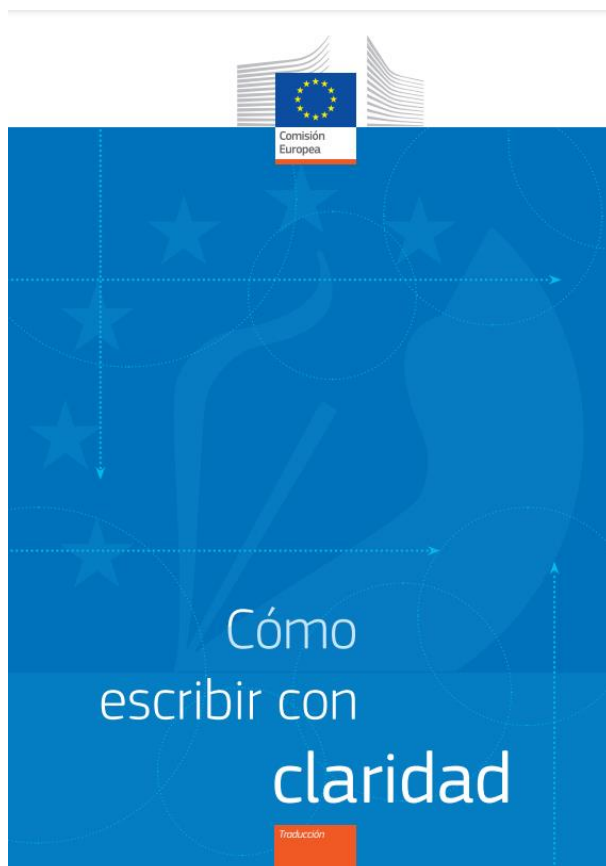 Comisión
Europea
Cómo
escribir con
claridad
Traducción